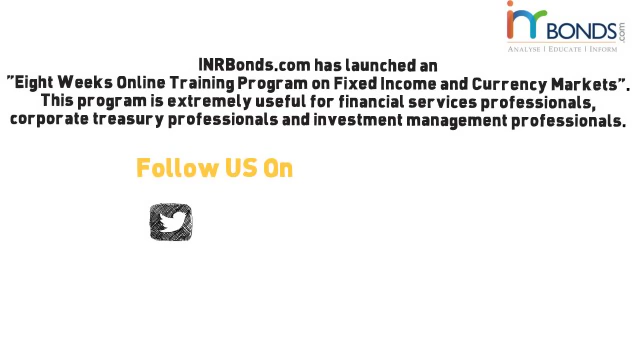 inr BONDS.com
ANALYSE | EDUCATE | INFORM
INRBonds.com has launched an
"Eight Weeks Online Training Program on Fixed Income and Currency Markets".
This program is extremely useful for financial services professionals,
corporate treasury professionals and investment management professionals.
Follow US On